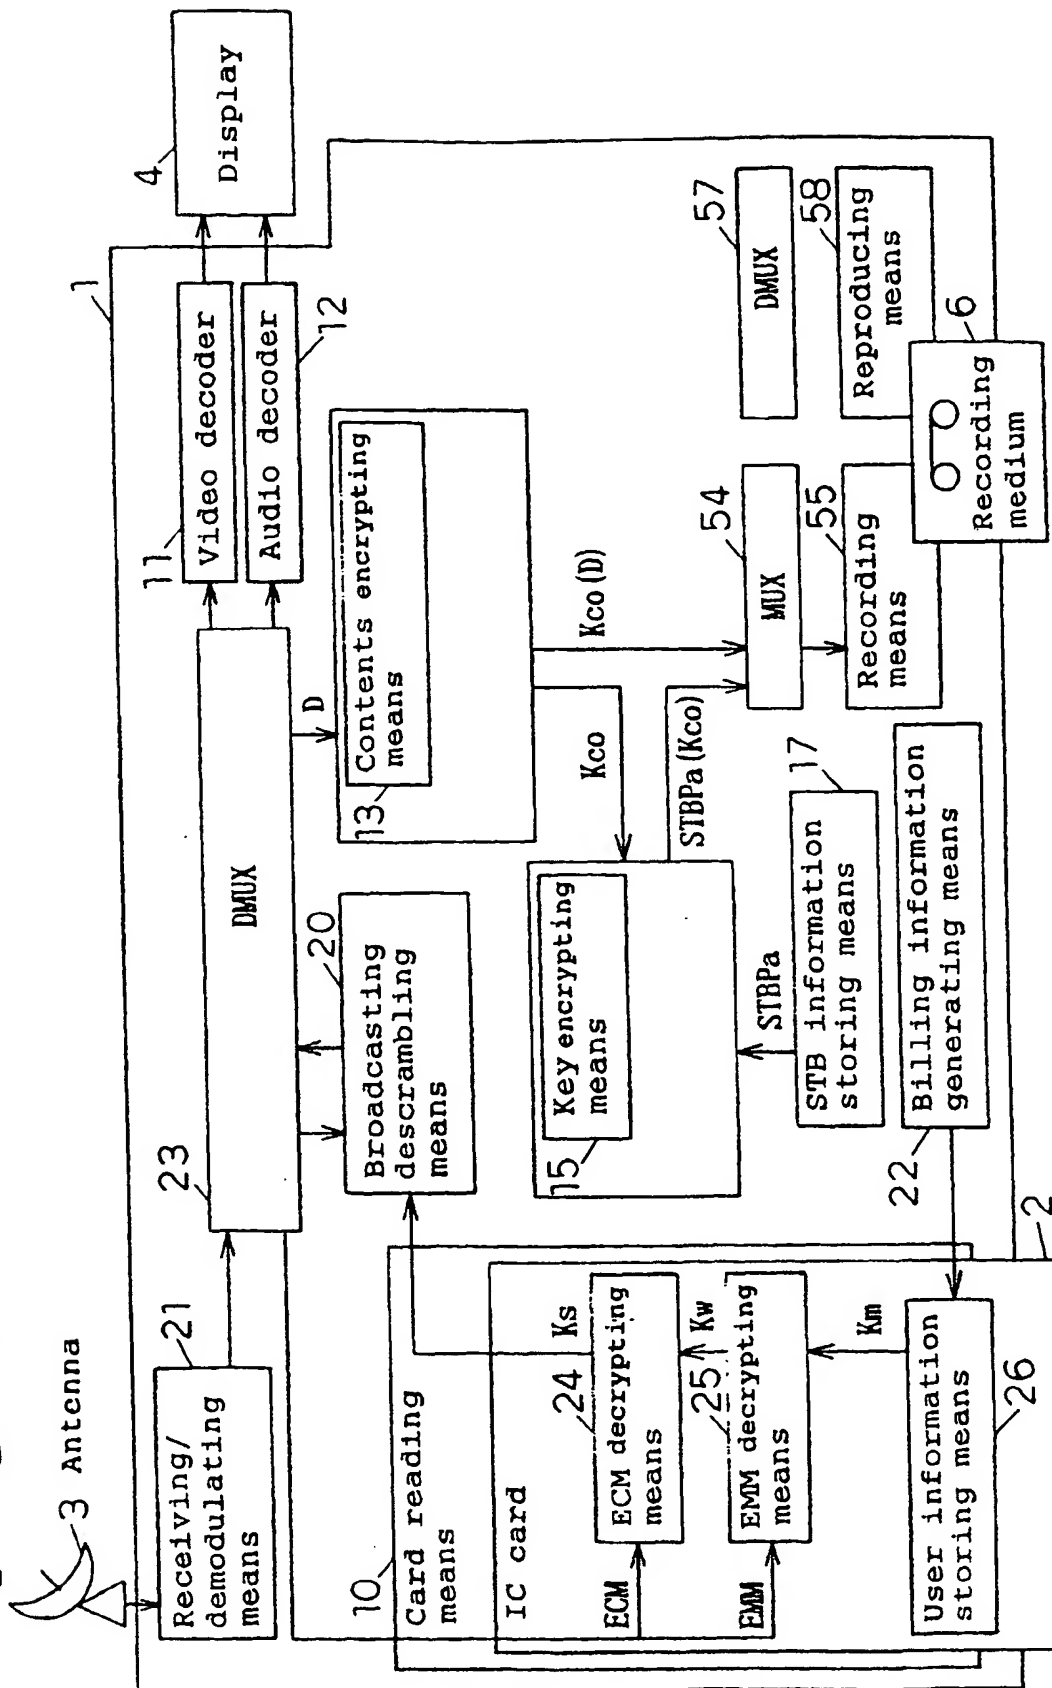 3 Antenna
Receiving/
demodulating
means
21
23
DMUX
1
11
Video decoder
Audio decoder
12
4
Display
10
Card reading
means
IC card
Ks
24
ECM decrypting
means
ECM
Kw
25
EMM decrypting
means
EMM
Km
User information
storing means
26
2
20
Broadcasting
descrambling
means
D
13
Contents encrypting
means
Kco
Kco(D)
15
Key encrypting
means
STBPa(Kco)
STBPa
STB information
storing means
17
22
Billing information
generating means
54
MUX
55
Recording
means
57
DMUX
58
Reproducing
means
6
Recording
medium